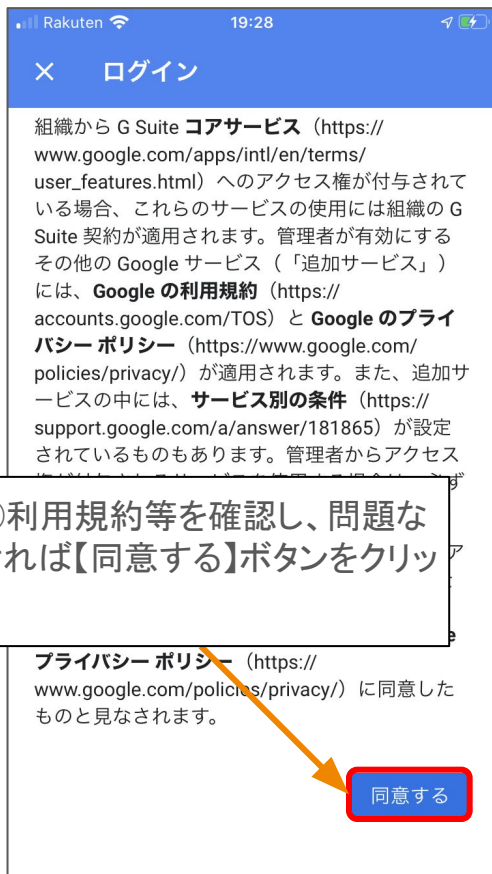 Rakuten 19:28
× ログイン
組織から G Suite コアサービス（https://
www.google.com/apps/intl/en/terms/
user_features.html）へのアクセス権が付与されて
いる場合、これらのサービスの使用には組織の G
Suite 契約が適用されます。管理者が有効にする
その他の Google サービス（「追加サービス」）
には、Google の利用規約（https://
accounts.google.com/TOS）と Google のプライ
バシー ポリシー（https://www.google.com/
policies/privacy/）が適用されます。また、追加サ
ービスの中には、サービス別の条件（https://
support.google.com/a/answer/181865）が設定
されているものもあります。管理者からアクセス
利用規約等を確認し、問題な
れば【同意する】ボタンをクリッ
プライバシー ポリシー（https://
www.google.com/policies/privacy/）に同意した
ものと見なされます。
同意する